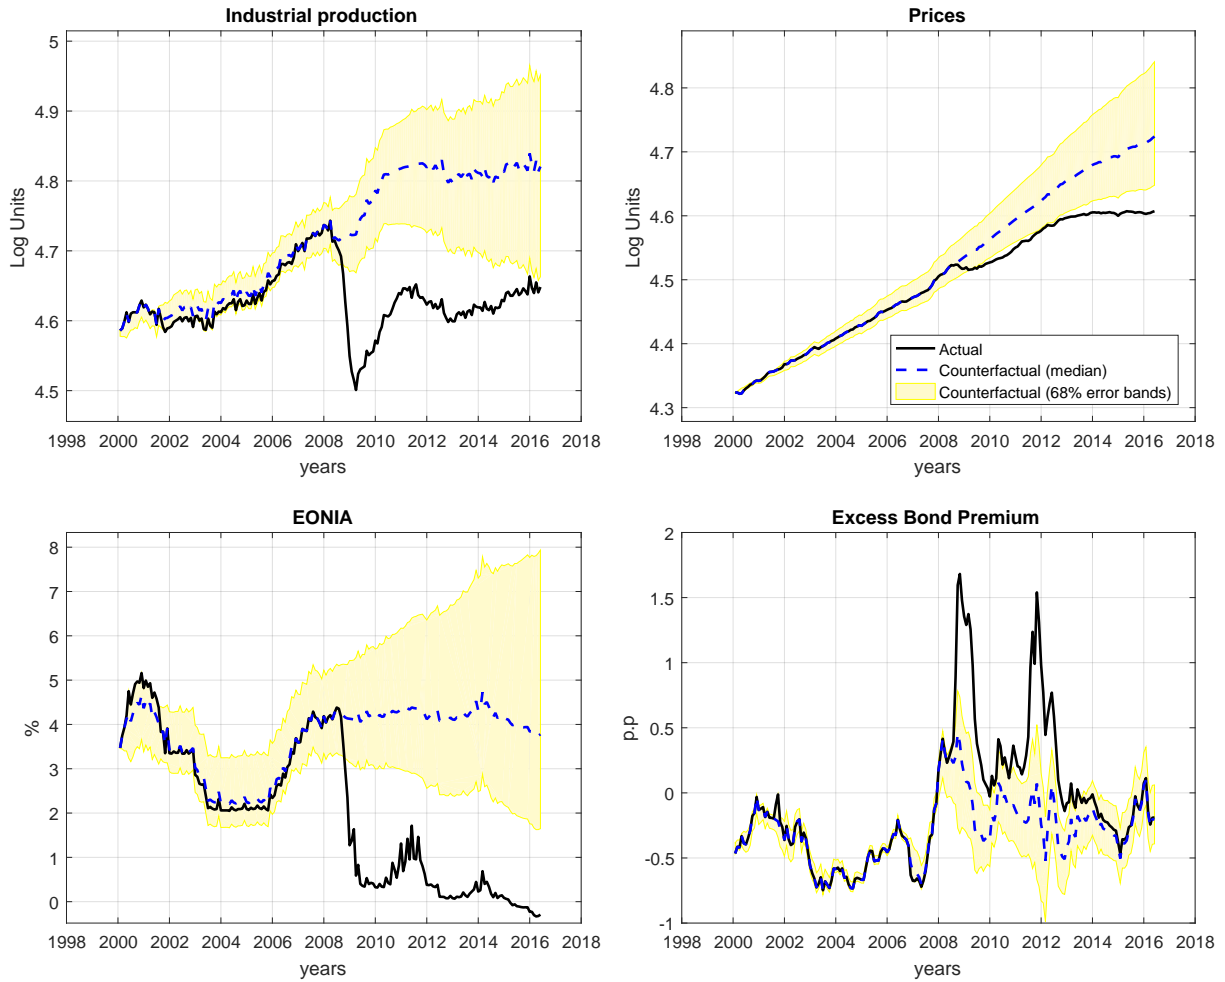 Industrial production
5
4.9
4.8
4.7
4.6
4.5
Log Units
1998 2000 2002 2004 2006 2008 2010 2012 2014 2016 2018
years
Prices
4.8
4.7
4.6
4.5
4.4
4.3
Log Units
Actual
Counterfactual (median)
Counterfactual (68% error bands)
1998 2000 2002 2004 2006 2008 2010 2012 2014 2016 2018
years
EONIA
8
7
6
5
4
3
2
1
0
%
1998 2000 2002 2004 2006 2008 2010 2012 2014 2016 2018
years
Excess Bond Premium
2
1.5
1
0.5
0
-0.5
-1
p.p
1998 2000 2002 2004 2006 2008 2010 2012 2014 2016 2018
years